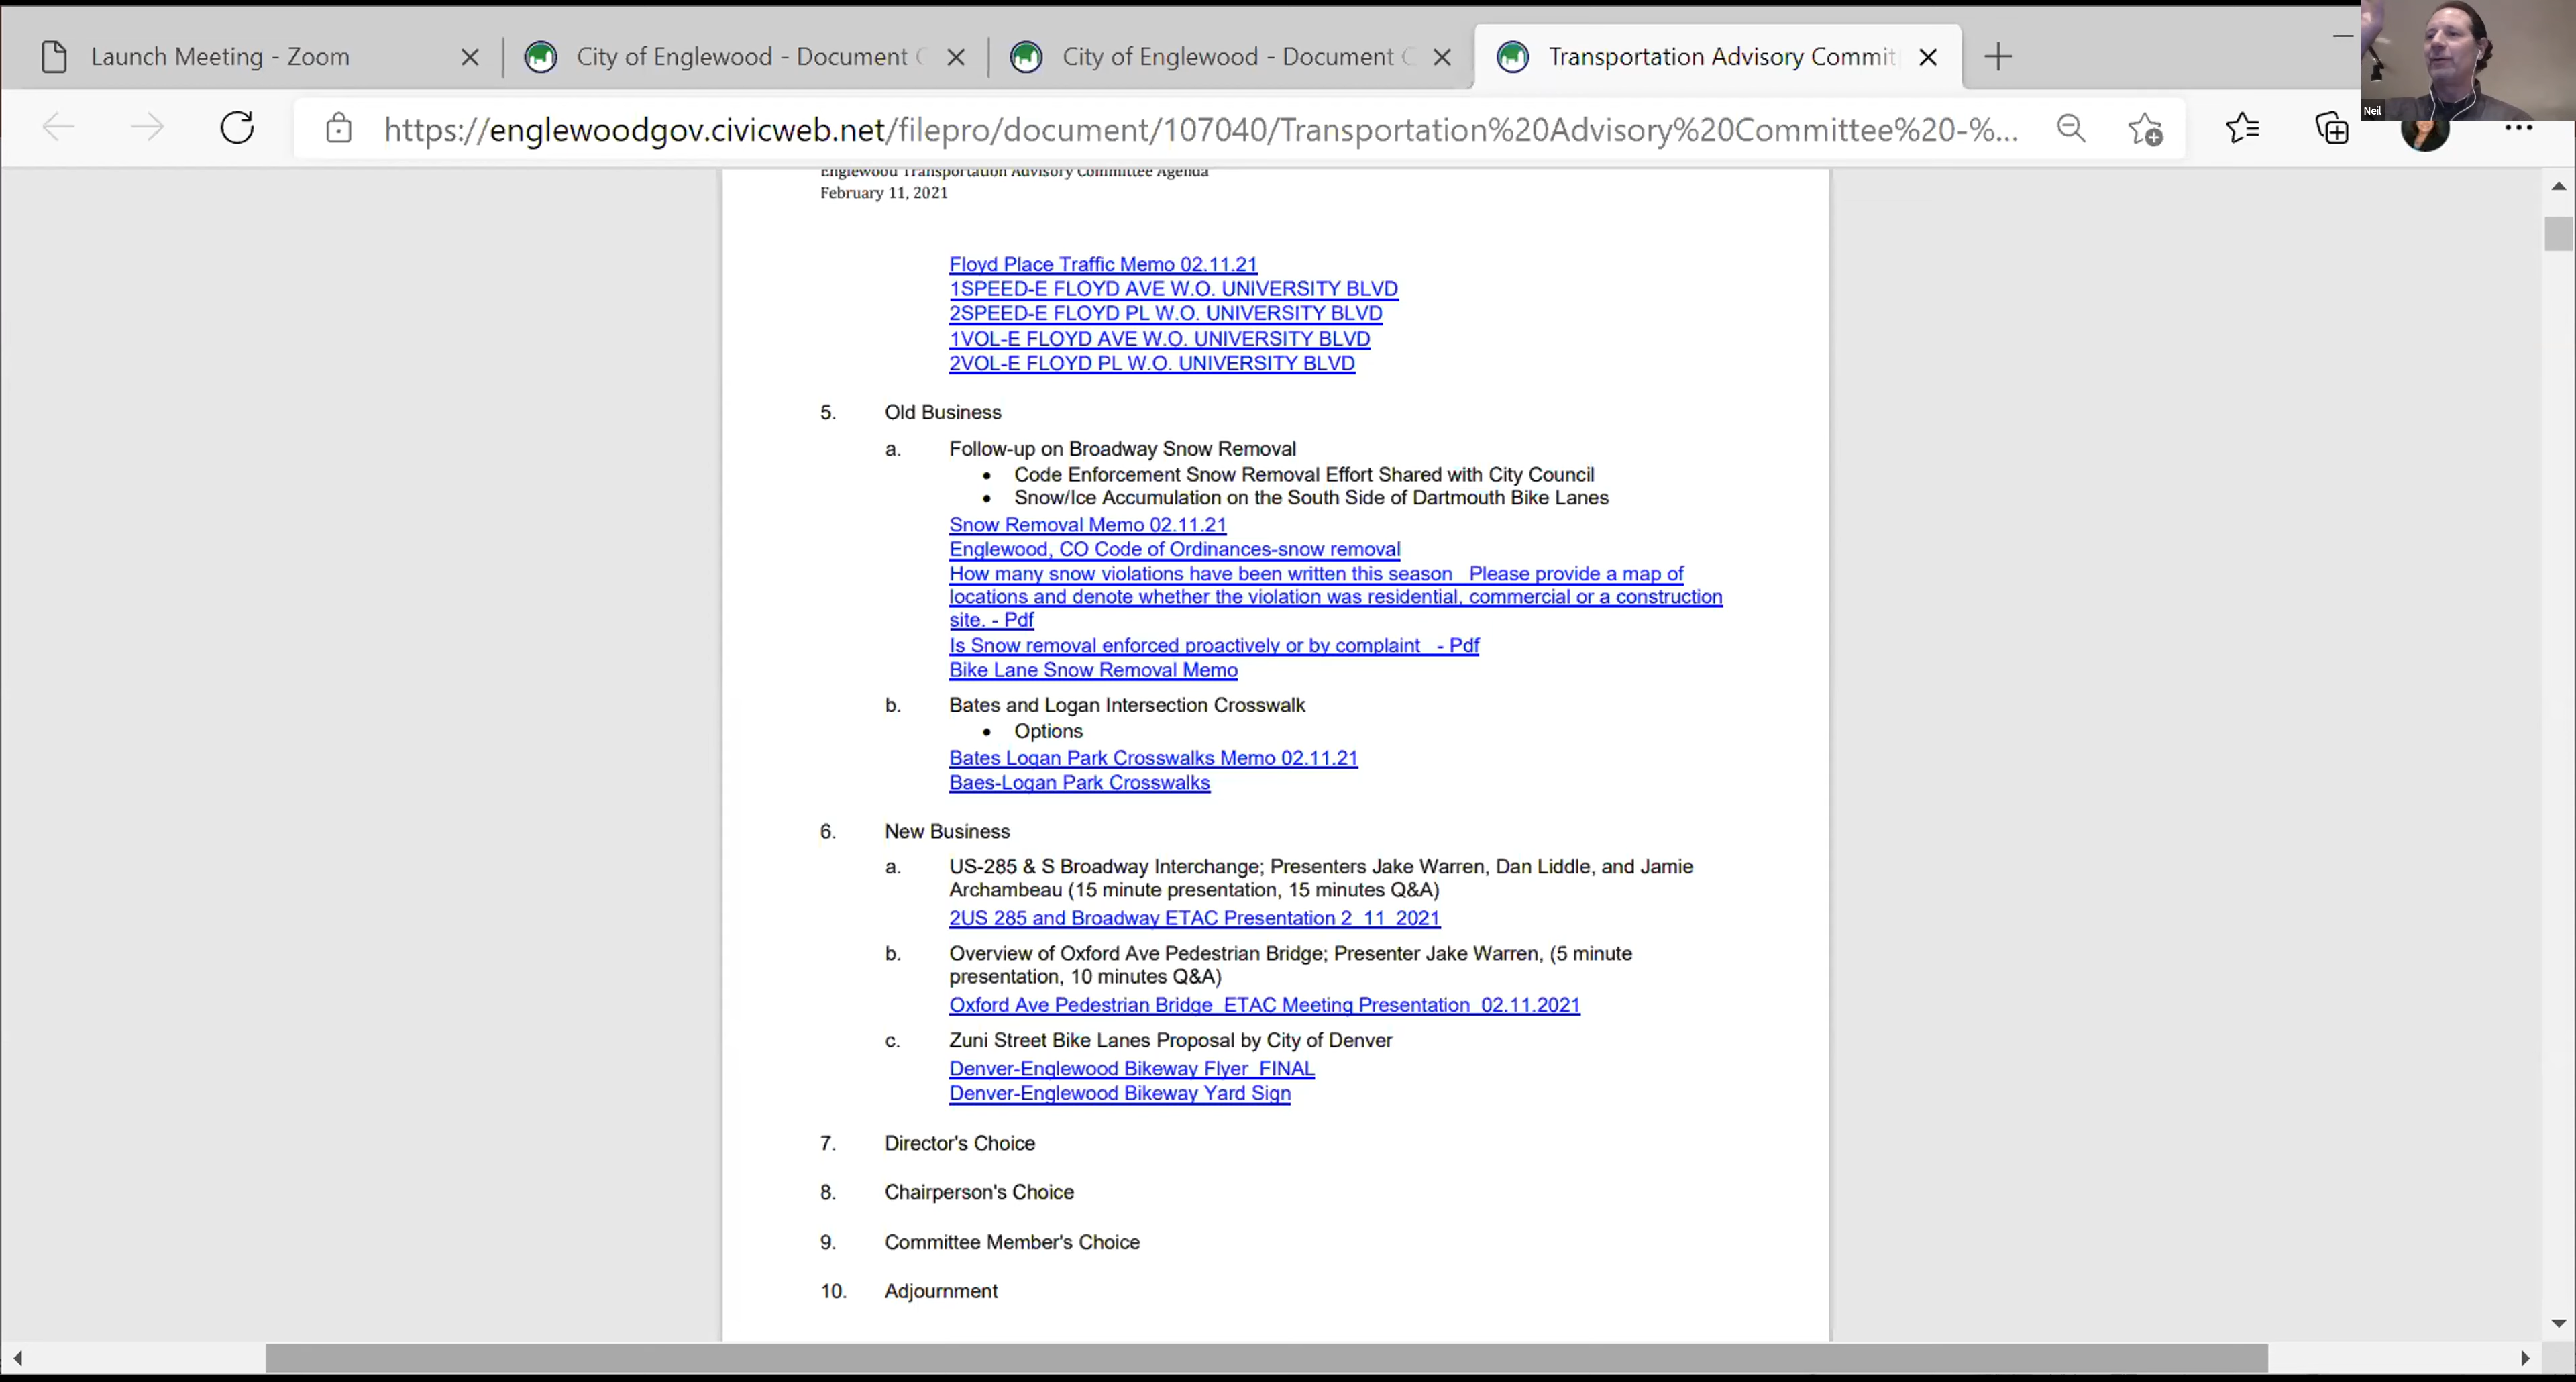 Launch Meeting - Zoom
City of Englewood - Document C
City of Englewood - Document C
Transportation Advisory Commit
https://englewoodgov.civicweb.net/filepro/document/107040/Transportation%20Advisory%20Committee%20-%...
Neil
Englewood Transportation Advisory Committee Agenda
February 11, 2021
Floyd Place Traffic Memo 02.11.21
1SPEED-E FLOYD AVE W.O. UNIVERSITY BLVD
2SPEED-E FLOYD PL W.O. UNIVERSITY BLVD
1VOL-E FLOYD AVE W.O. UNIVERSITY BLVD
2VOL-E FLOYD PL W.O. UNIVERSITY BLVD
5. Old Business
a. Follow-up on Broadway Snow Removal
• Code Enforcement Snow Removal Effort Shared with City Council
• Snow/Ice Accumulation on the South Side of Dartmouth Bike Lanes
Snow Removal Memo 02.11.21
Englewood, CO Code of Ordinances-snow removal
How many snow violations have been written this season_ Please provide a map of
locations and denote whether the violation was residential, commercial or a construction
site. - Pdf
Is Snow removal enforced proactively or by complaint_ - Pdf
Bike Lane Snow Removal Memo
b. Bates and Logan Intersection Crosswalk
• Options
Bates Logan Park Crosswalks Memo 02.11.21
Baes-Logan Park Crosswalks
6. New Business
a. US-285 & S Broadway Interchange; Presenters Jake Warren, Dan Liddle, and Jamie
Archambeau (15 minute presentation, 15 minutes Q&A)
2US 285 and Broadway ETAC Presentation 2_11_2021
b. Overview of Oxford Ave Pedestrian Bridge; Presenter Jake Warren, (5 minute
presentation, 10 minutes Q&A)
Oxford Ave Pedestrian Bridge_ETAC Meeting Presentation_02.11.2021
c. Zuni Street Bike Lanes Proposal by City of Denver
Denver-Englewood Bikeway Flyer_FINAL
Denver-Englewood Bikeway Yard Sign
7. Director's Choice
8. Chairperson's Choice
9. Committee Member's Choice
10. Adjournment